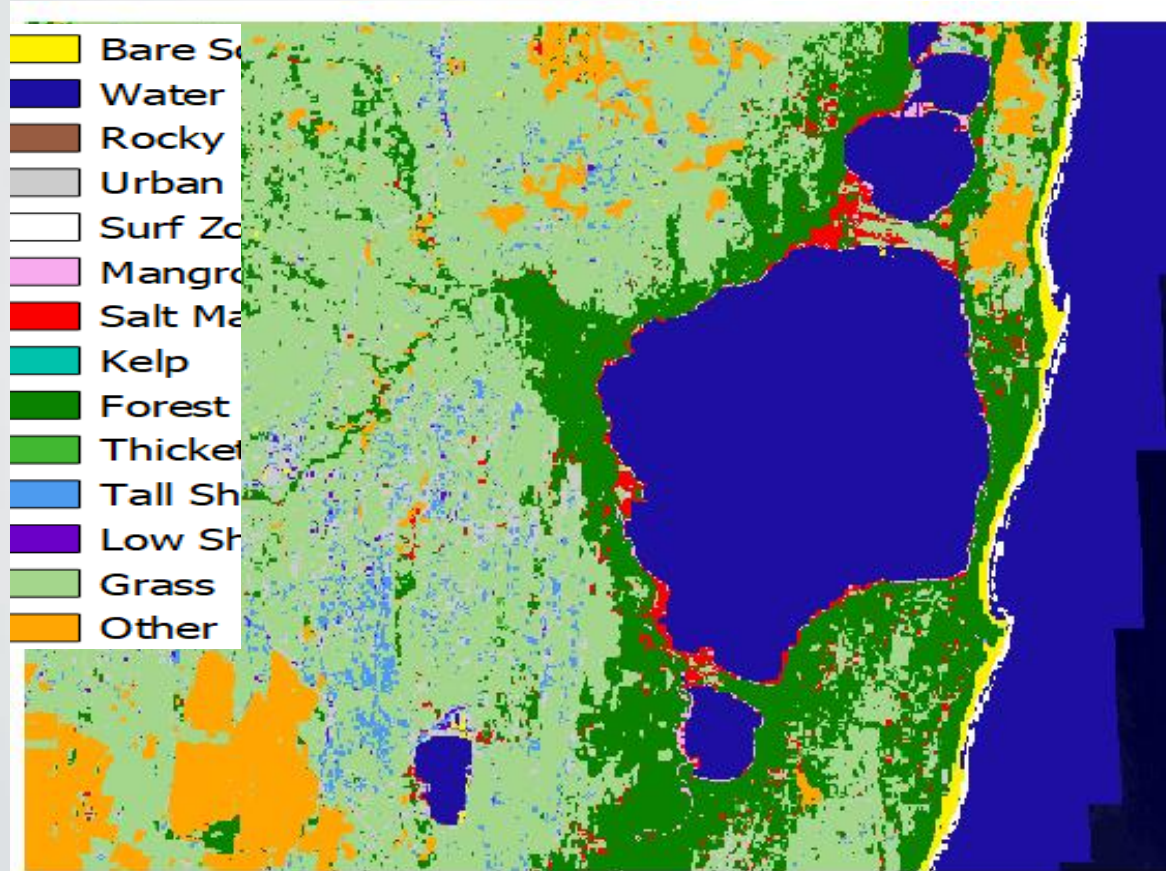 Bare So
Water
Rocky
Urban
Surf Zo
Mangro
Salt Ma
Kelp
Forest
Thicket
Tall Sh
Low Sh
Grass
Other